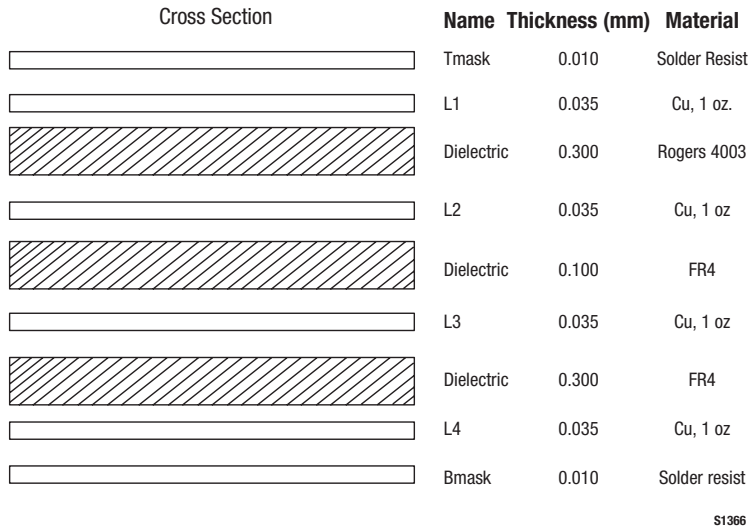 Cross Section Name Thickness (mm) Material
Tmask 0.010 Solder Resist
L1 0.035 Cu, 1 oz.
Dielectric 0.300 Rogers 4003
L2 0.035 Cu, 1 oz
Dielectric 0.100 FR4
L3 0.035 Cu, 1 oz
Dielectric 0.300 FR4
L4 0.035 Cu, 1 oz
Bmask 0.010 Solder resist
S1366